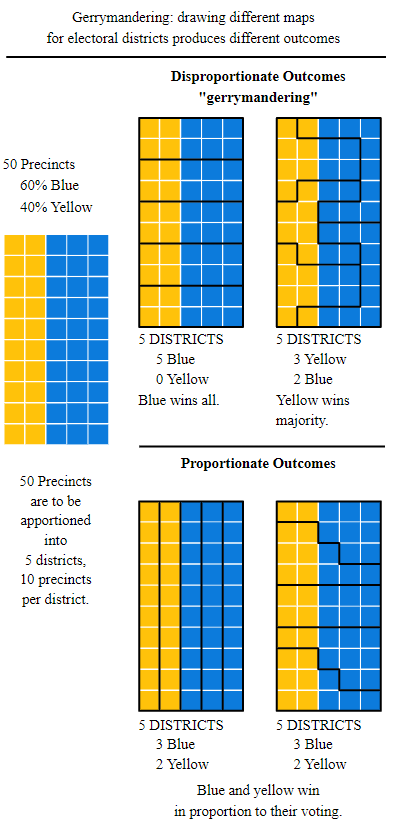 Gerrymandering: drawing different maps
for electoral districts produces different outcomes
Disproportionate Outcomes
"gerrymandering"
50 Precincts
60% Blue
40% Yellow
5 DISTRICTS
5 Blue
0 Yellow
Blue wins all.
5 DISTRICTS
3 Yellow
2 Blue
Yellow wins
majority.
Proportionate Outcomes
50 Precincts
are to be
apportioned
into
5 districts,
10 precincts
per district.
5 DISTRICTS
3 Blue
2 Yellow
5 DISTRICTS
3 Blue
2 Yellow
Blue and yellow win
in proportion to their voting.